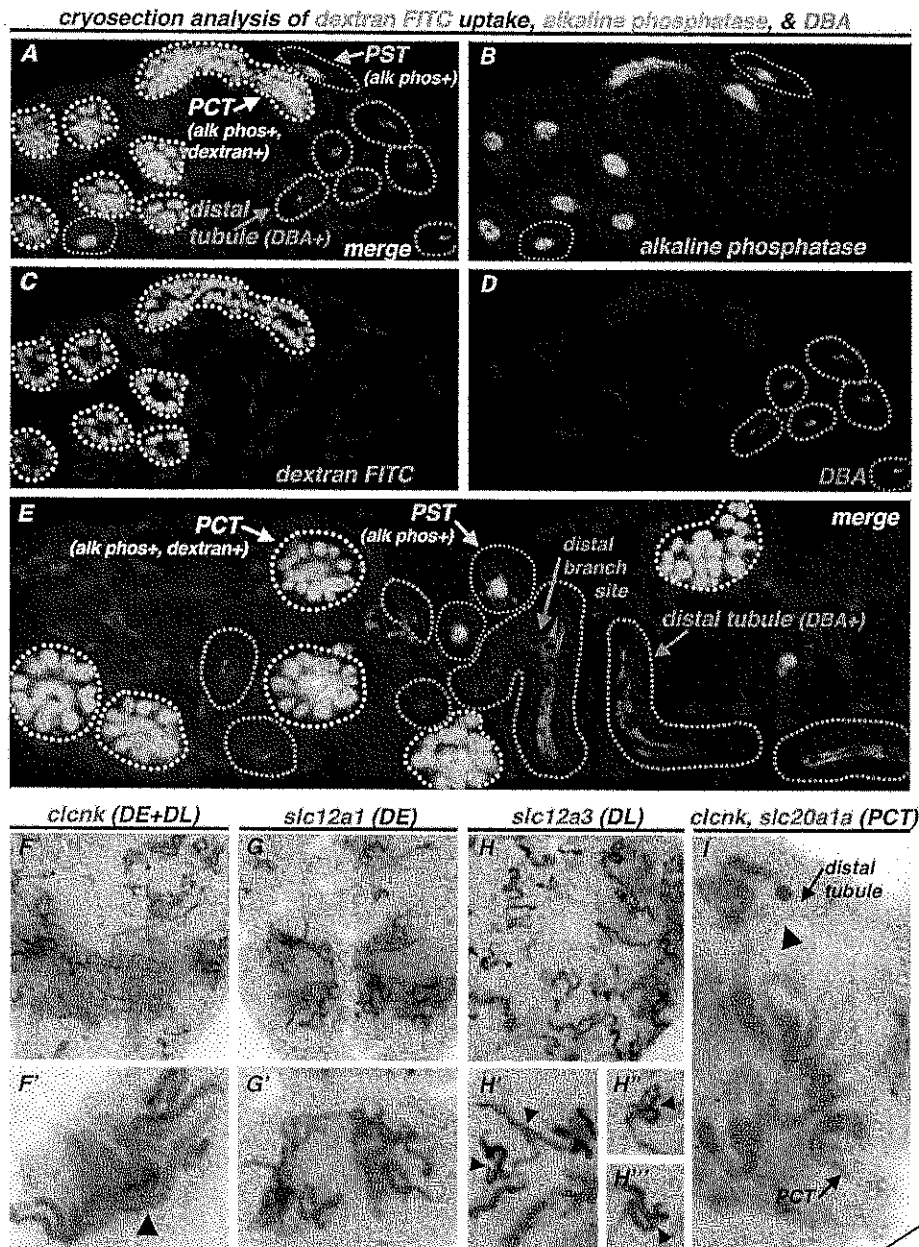 cryosection analysis of dextran FITC uptake, alkaline phosphatase, & DBA
A
PST
(alk phos+)
PCT
(alk phos+,
dextran+)
distal
tubule (DBA+)
merge
B
alkaline phosphatase
C
dextran FITC
D
DBA
E
PCT
(alk phos+, dextran+)
PST
(alk phos+)
distal
branch
site
merge
distal tubule (DBA+)
clcnk (DE+DL)
slc12a1 (DE)
slc12a3 (DL)
clcnk, slc20a1a (PCT)
F
G
H
I
distal
tubule
F'
G'
H'
H''
H'''
PCT